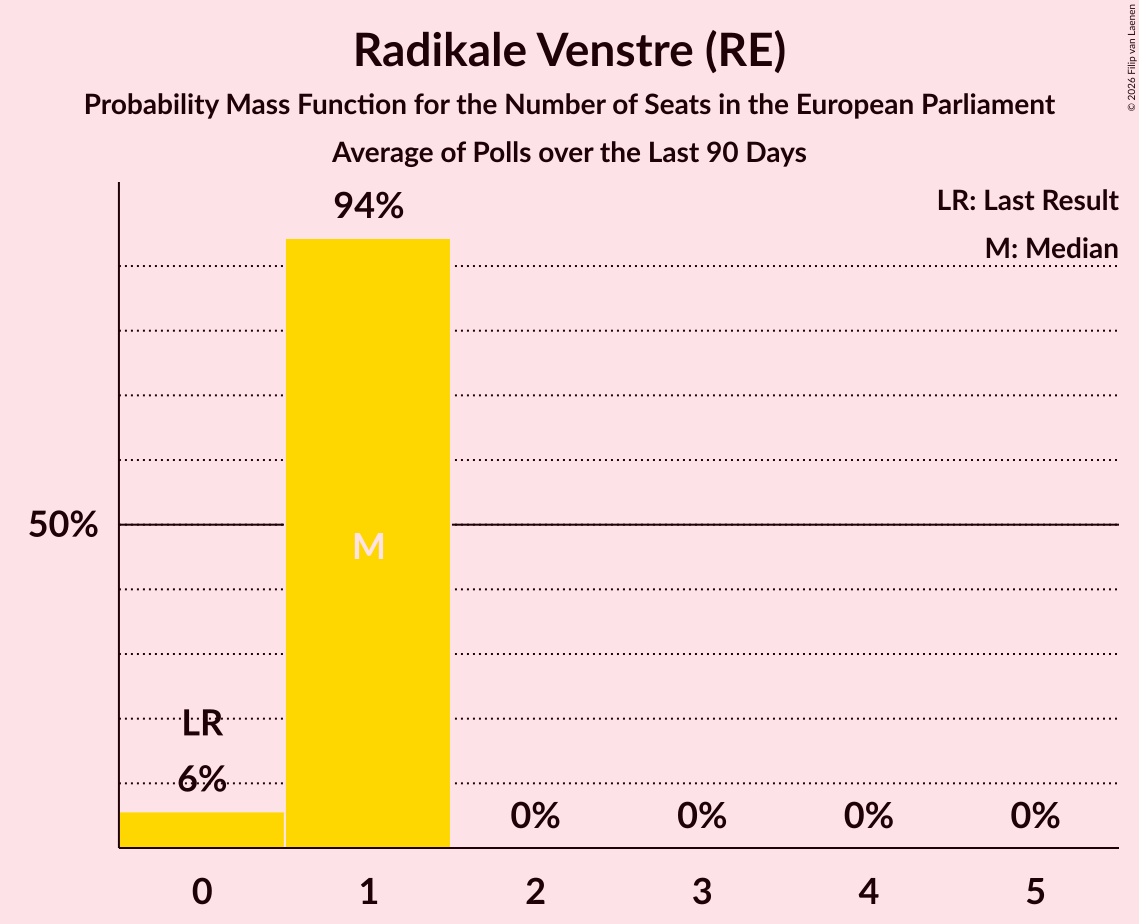 Radikale Venstre (RE)
Probability Mass Function for the Number of Seats in the European Parliament
Average of Polls over the Last 90 Days
© 2026 Filip van Laenen
LR: Last Result
M: Median
94%
50%
M
LR
6%
0%
0%
0%
0%
0
1
2
3
4
5